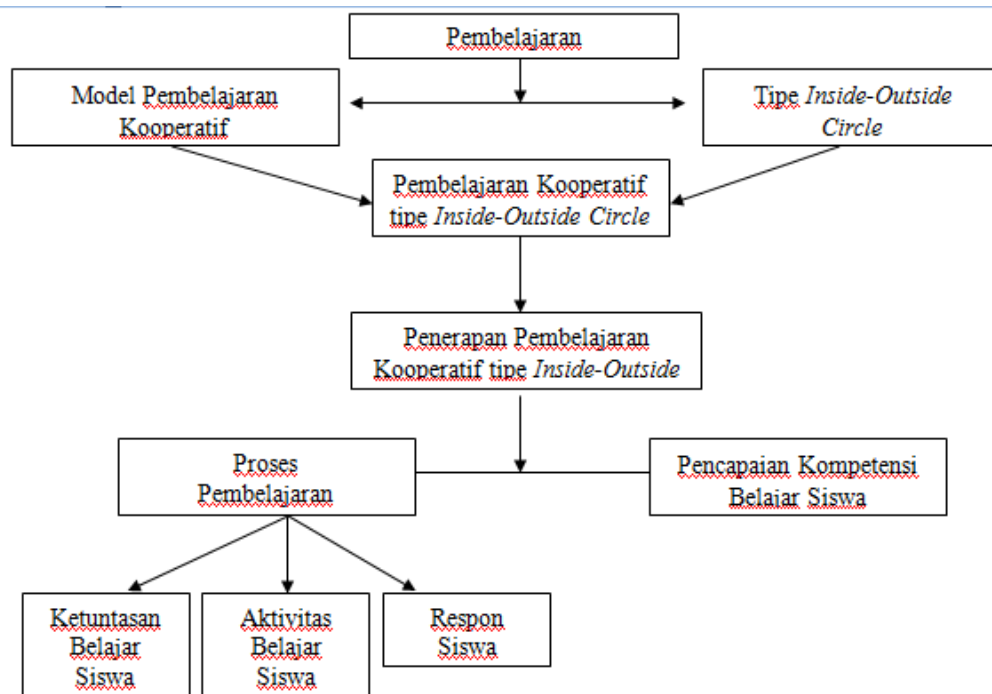 Pembelajaran
Model Pembelajaran
Kooperatif
Tipe Inside-Outside
Circle
Pembelajaran Kooperatif
tipe Inside-Outside Circle
Penerapan Pembelajaran
Kooperatif tipe Inside-Outside
Proses
Pembelajaran
Pencapaian Kompetensi
Belajar Siswa
Ketuntasan
Belajar
Siswa
Aktivitas
Belajar
Siswa
Respon
Siswa